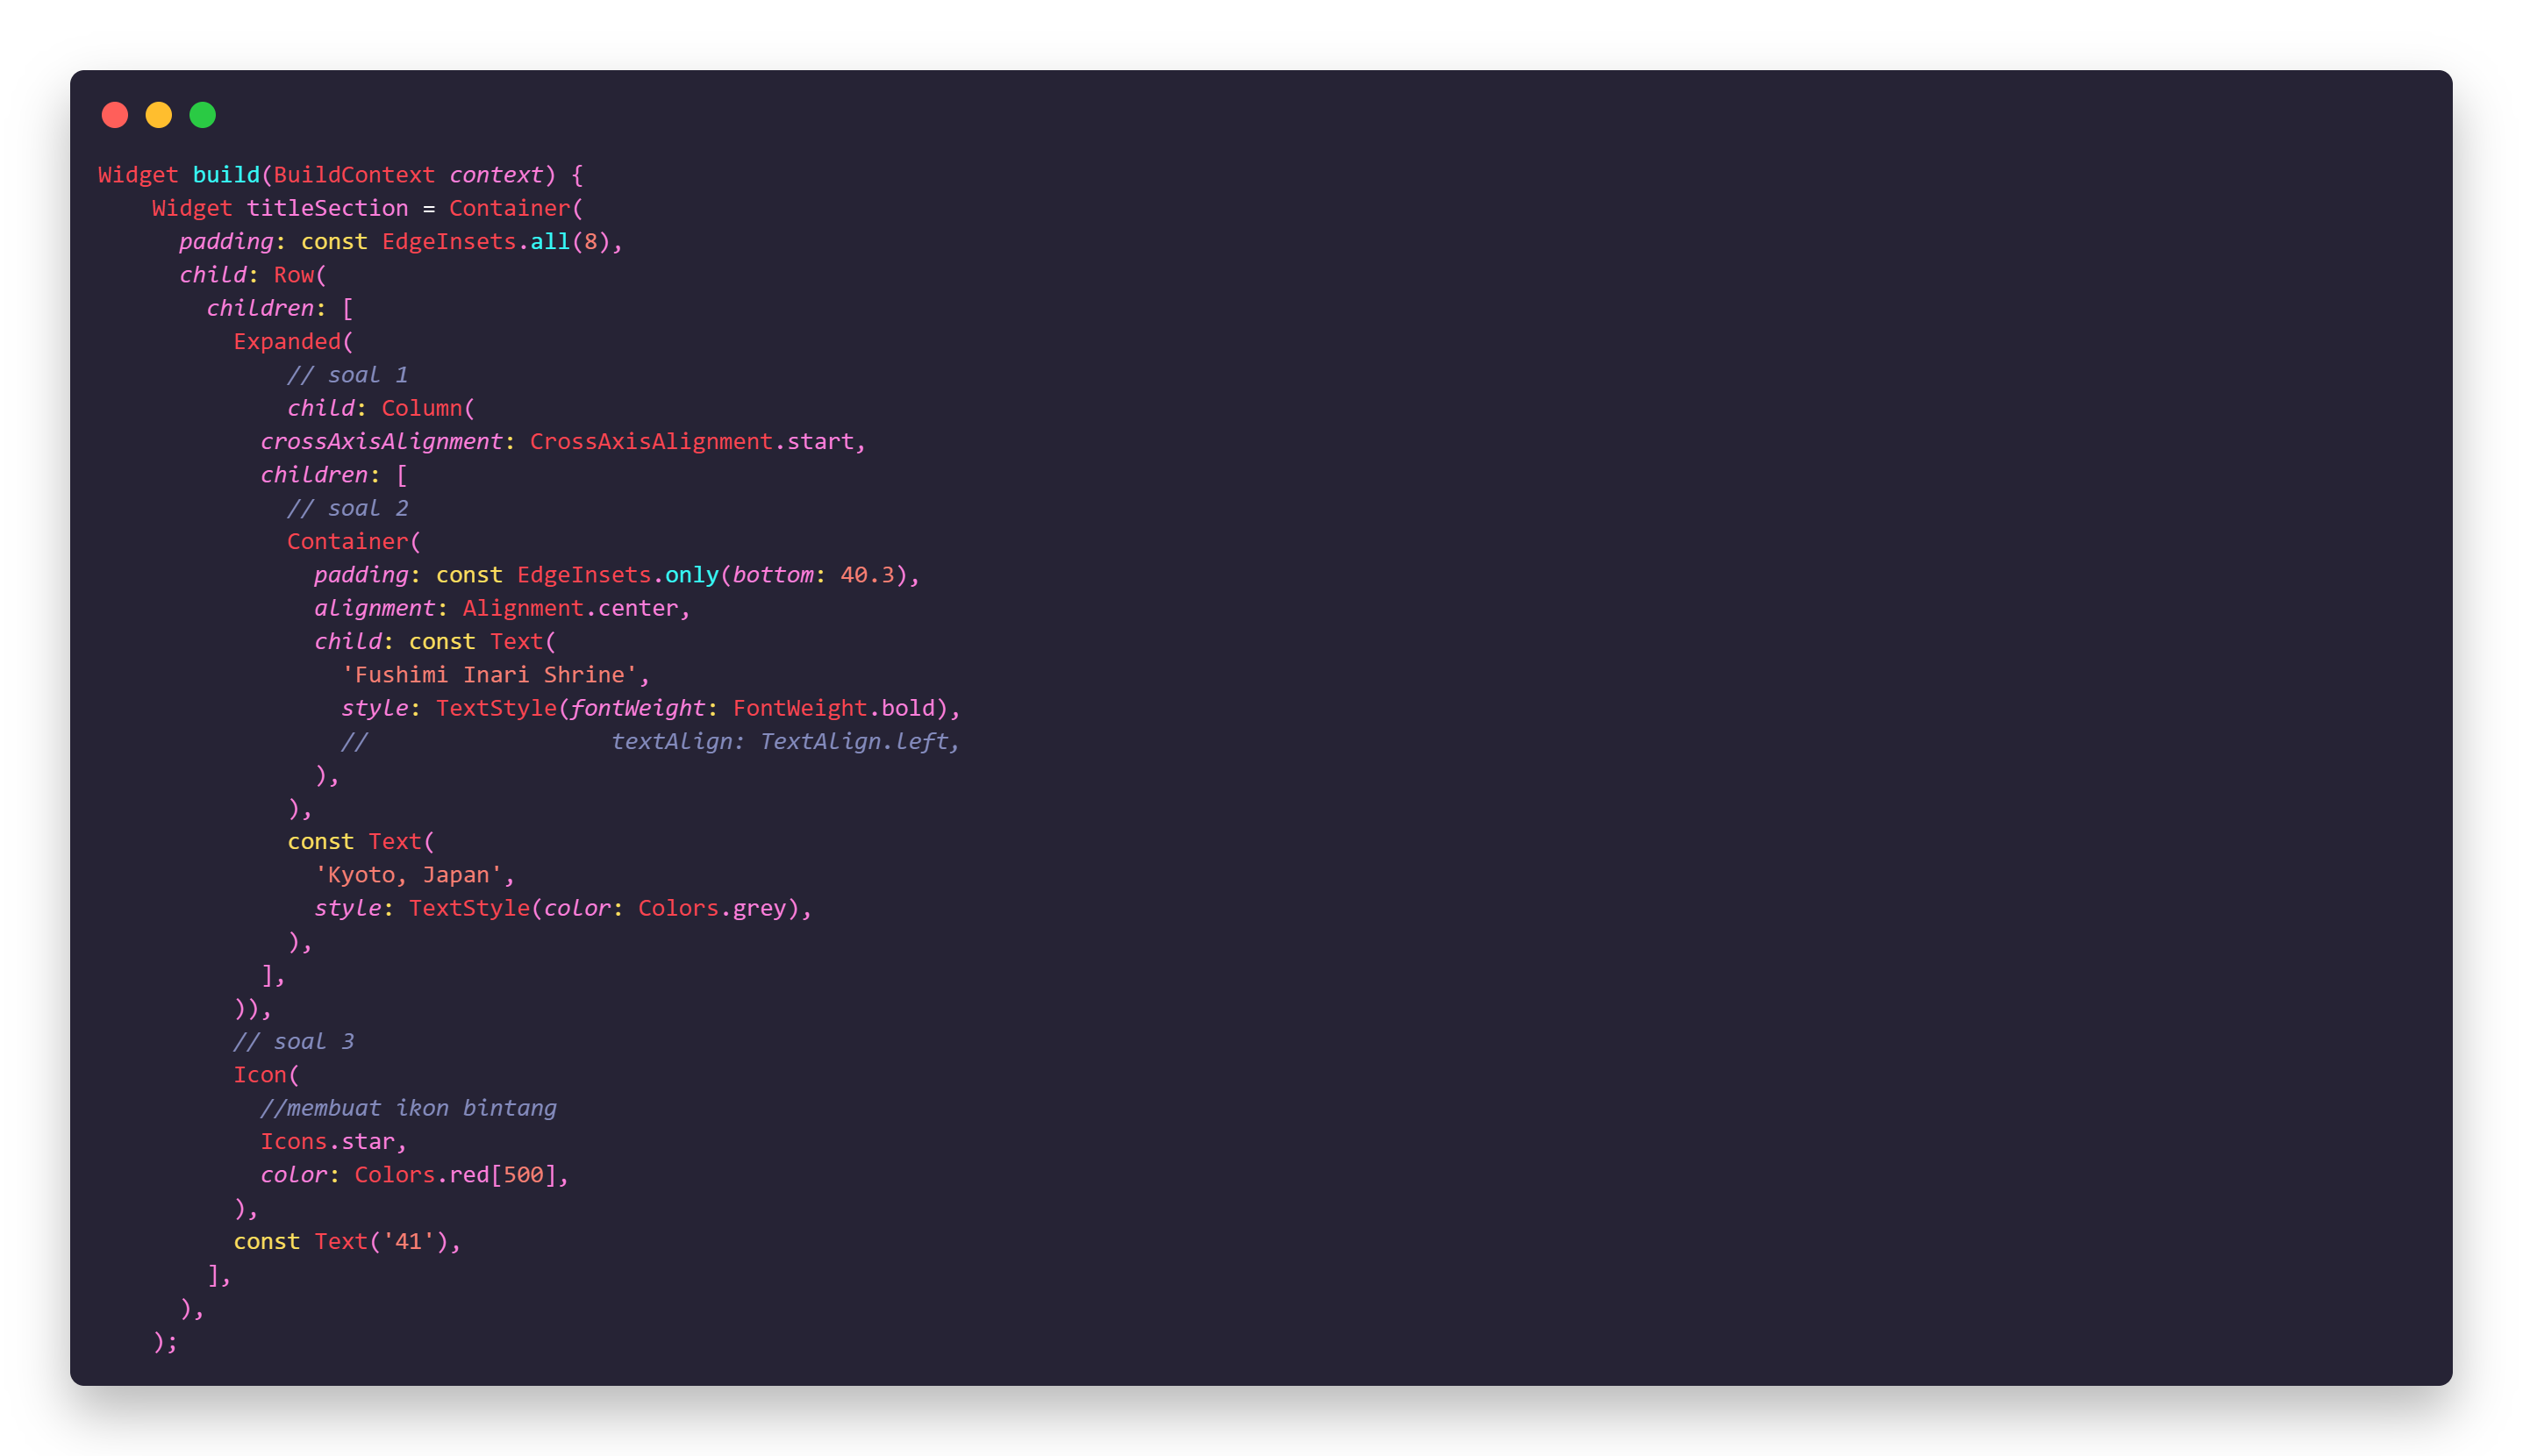 Widget build(BuildContext context) {
    Widget titleSection = Container(
      padding: const EdgeInsets.all(8),
      child: Row(
        children: [
          Expanded(
              // soal 1
              child: Column(
            crossAxisAlignment: CrossAxisAlignment.start,
            children: [
              // soal 2
              Container(
                padding: const EdgeInsets.only(bottom: 40.3),
                alignment: Alignment.center,
                child: const Text(
                  'Fushimi Inari Shrine',
                  style: TextStyle(fontWeight: FontWeight.bold),
                  //                  textAlign: TextAlign.left,
                ),
              ),
              const Text(
                'Kyoto, Japan',
                style: TextStyle(color: Colors.grey),
              ),
            ],
          )),
          // soal 3
          Icon(
            //membuat ikon bintang
            Icons.star,
            color: Colors.red[500],
          ),
          const Text('41'),
        ],
      ),
    );